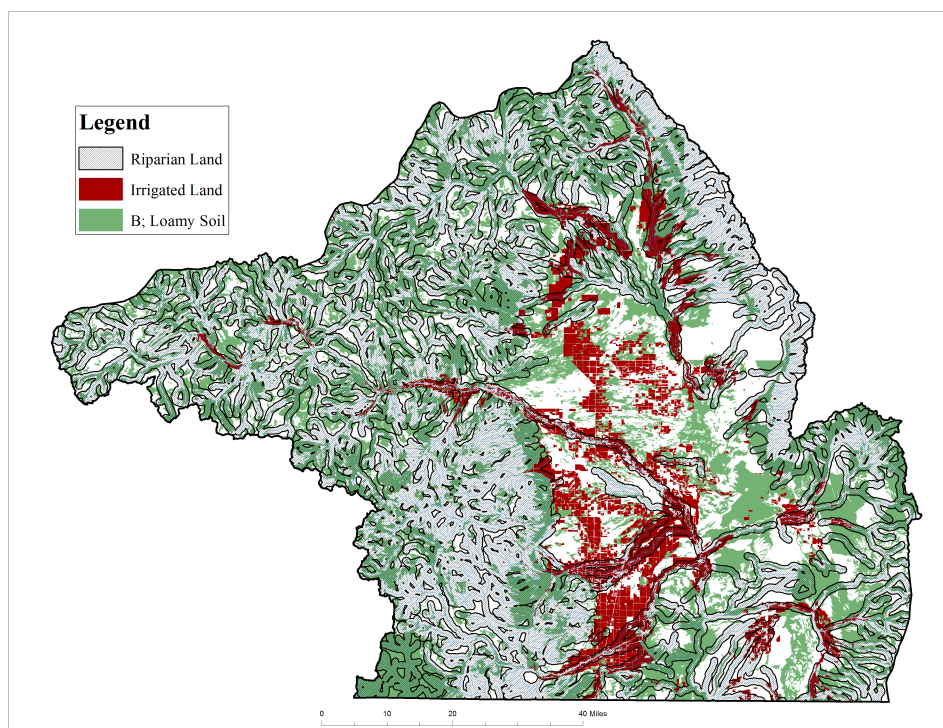 Legend
Riparian Land
Irrigated Land
B; Loamy Soil
0 10 20 40 Miles